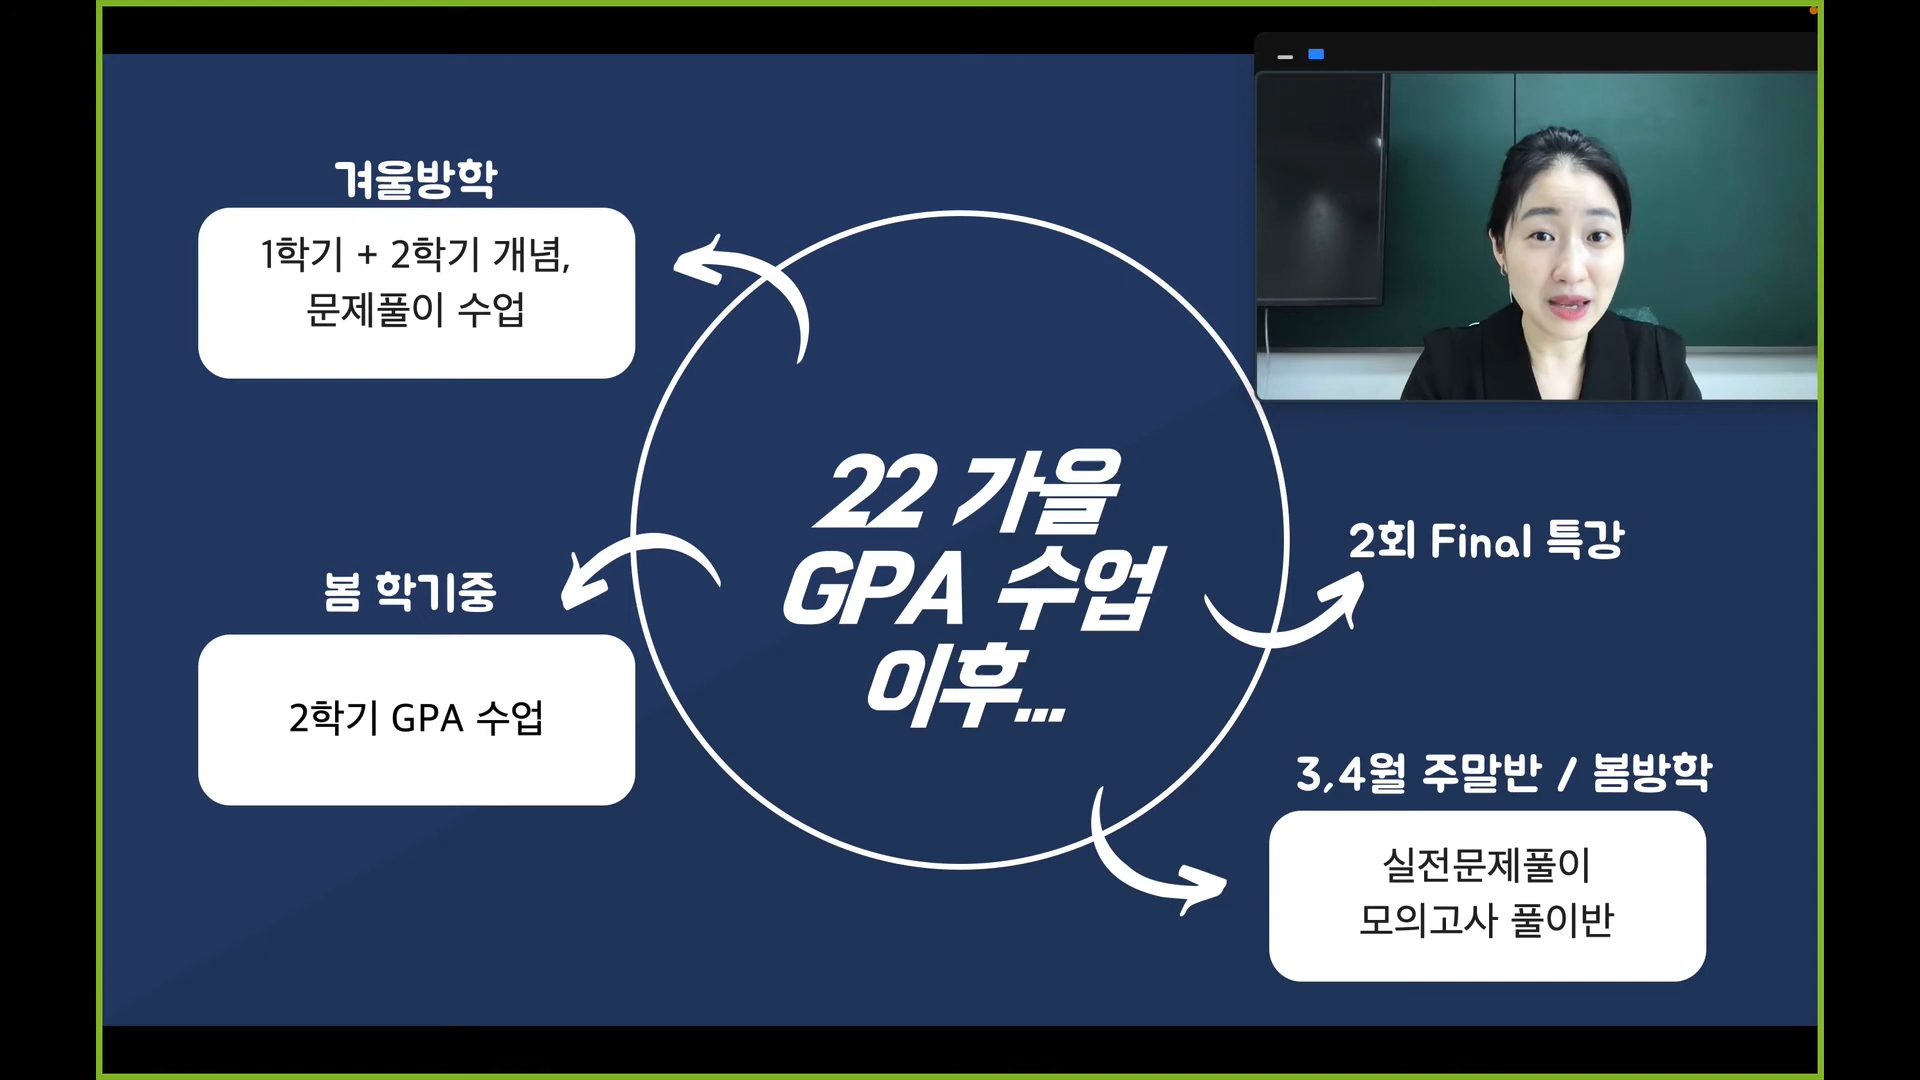 겨울방학
1학기 + 2학기 개념,
문제풀이 수업
봄 학기중
2학기 GPA 수업
22 가을
GPA 수업
이후...
2회 Final 특강
3,4월 주말반 / 봄방학
실전문제풀이
모의고사 풀이반